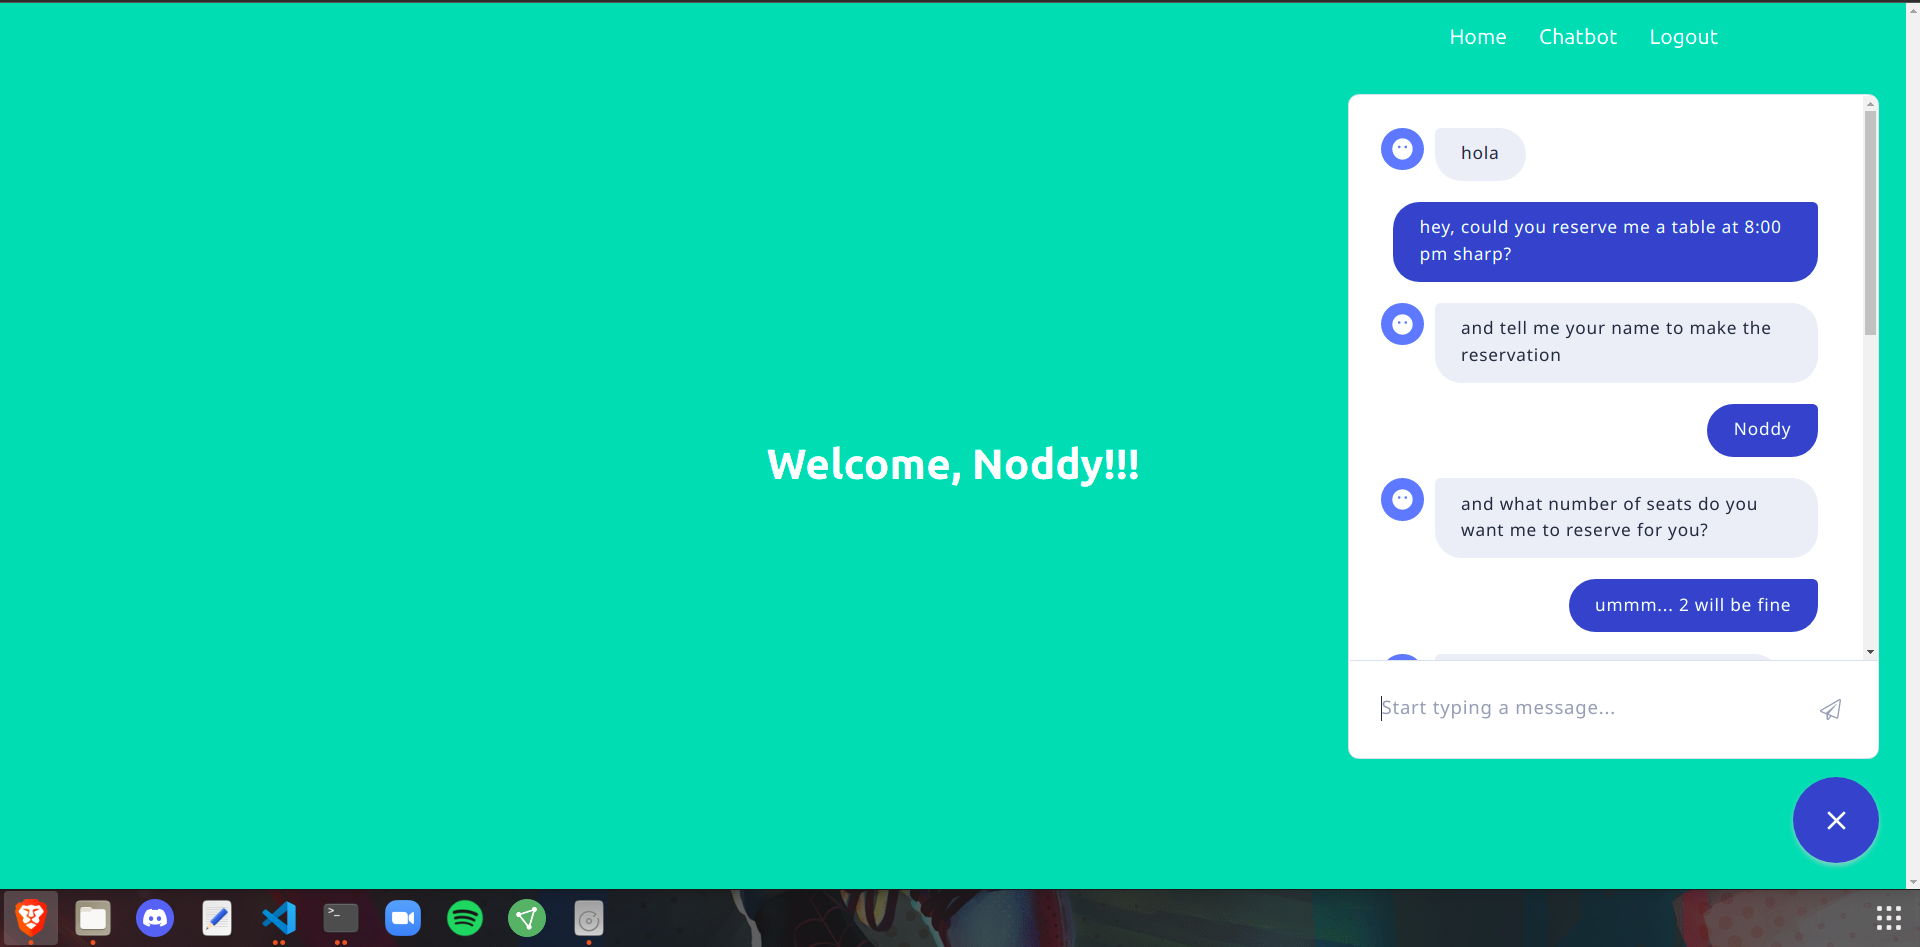 Home Chatbot Logout
hola
hey, could you reserve me a table at 8:00
pm sharp?
and tell me your name to make the
reservation
Noddy
Welcome, Noddy!!!
and what number of seats do you
want me to reserve for you?
ummm... 2 will be fine
Start typing a message...